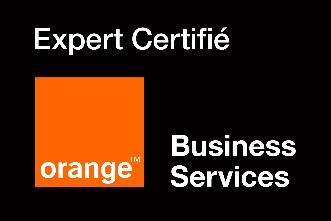 Expert Certifié
orange™
Business
Services